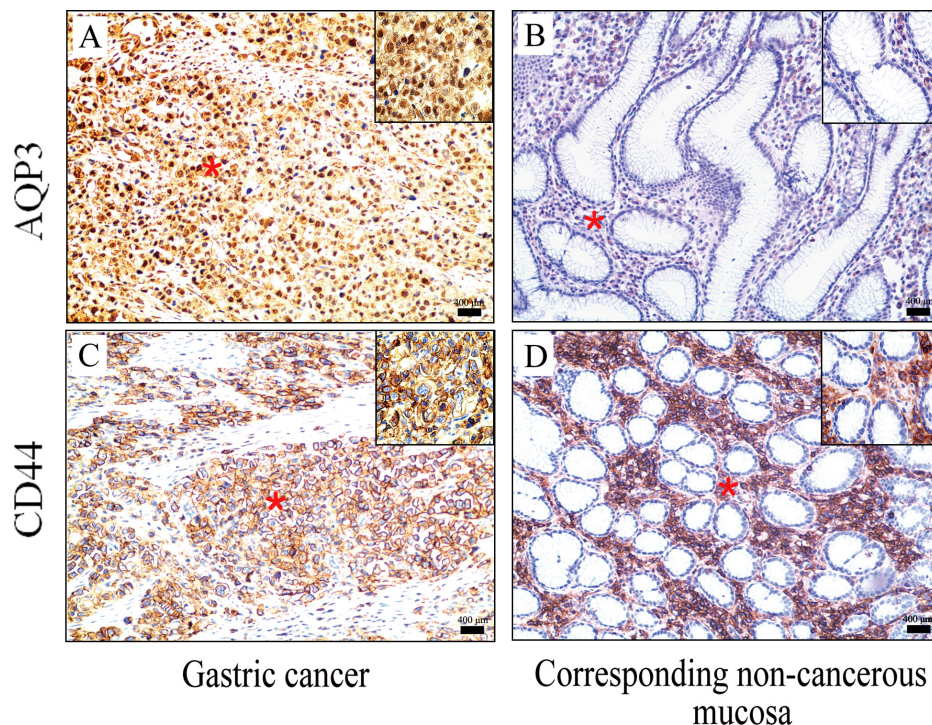 A
B
AQP3
400 μm
400 μm
C
D
CD44
400 μm
400 μm
Gastric cancer
Corresponding non-cancerous
mucosa